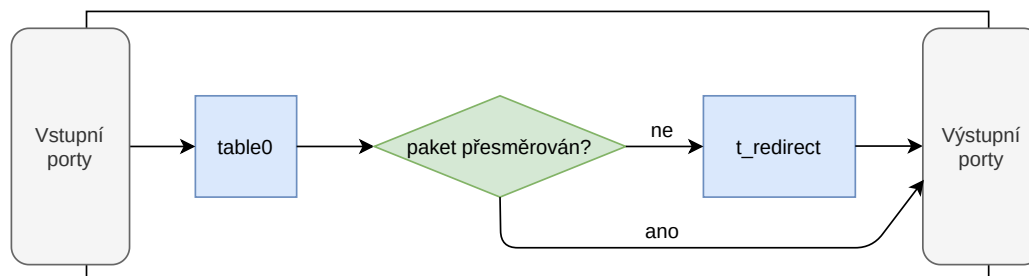 Vstupní
porty
table0
paket přesměrován?
ne
t_redirect
ano
Výstupní
porty